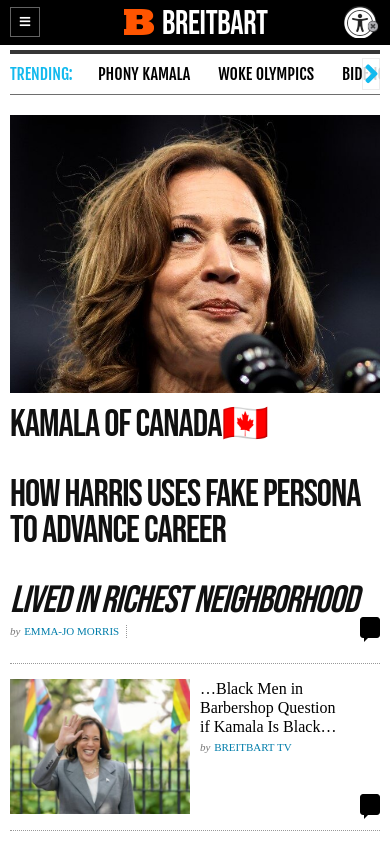 BREITBART
TRENDING: PHONY KAMALA WOKE OLYMPICS
KAMALA OF CANADA🇨🇦
HOW HARRIS USES FAKE PERSONA
TO ADVANCE CAREER
LIVED IN RICHEST NEIGHBORHOOD
by EMMA-JO MORRIS
…Black Men in
Barbershop Question
if Kamala Is Black…
by BREITBART TV